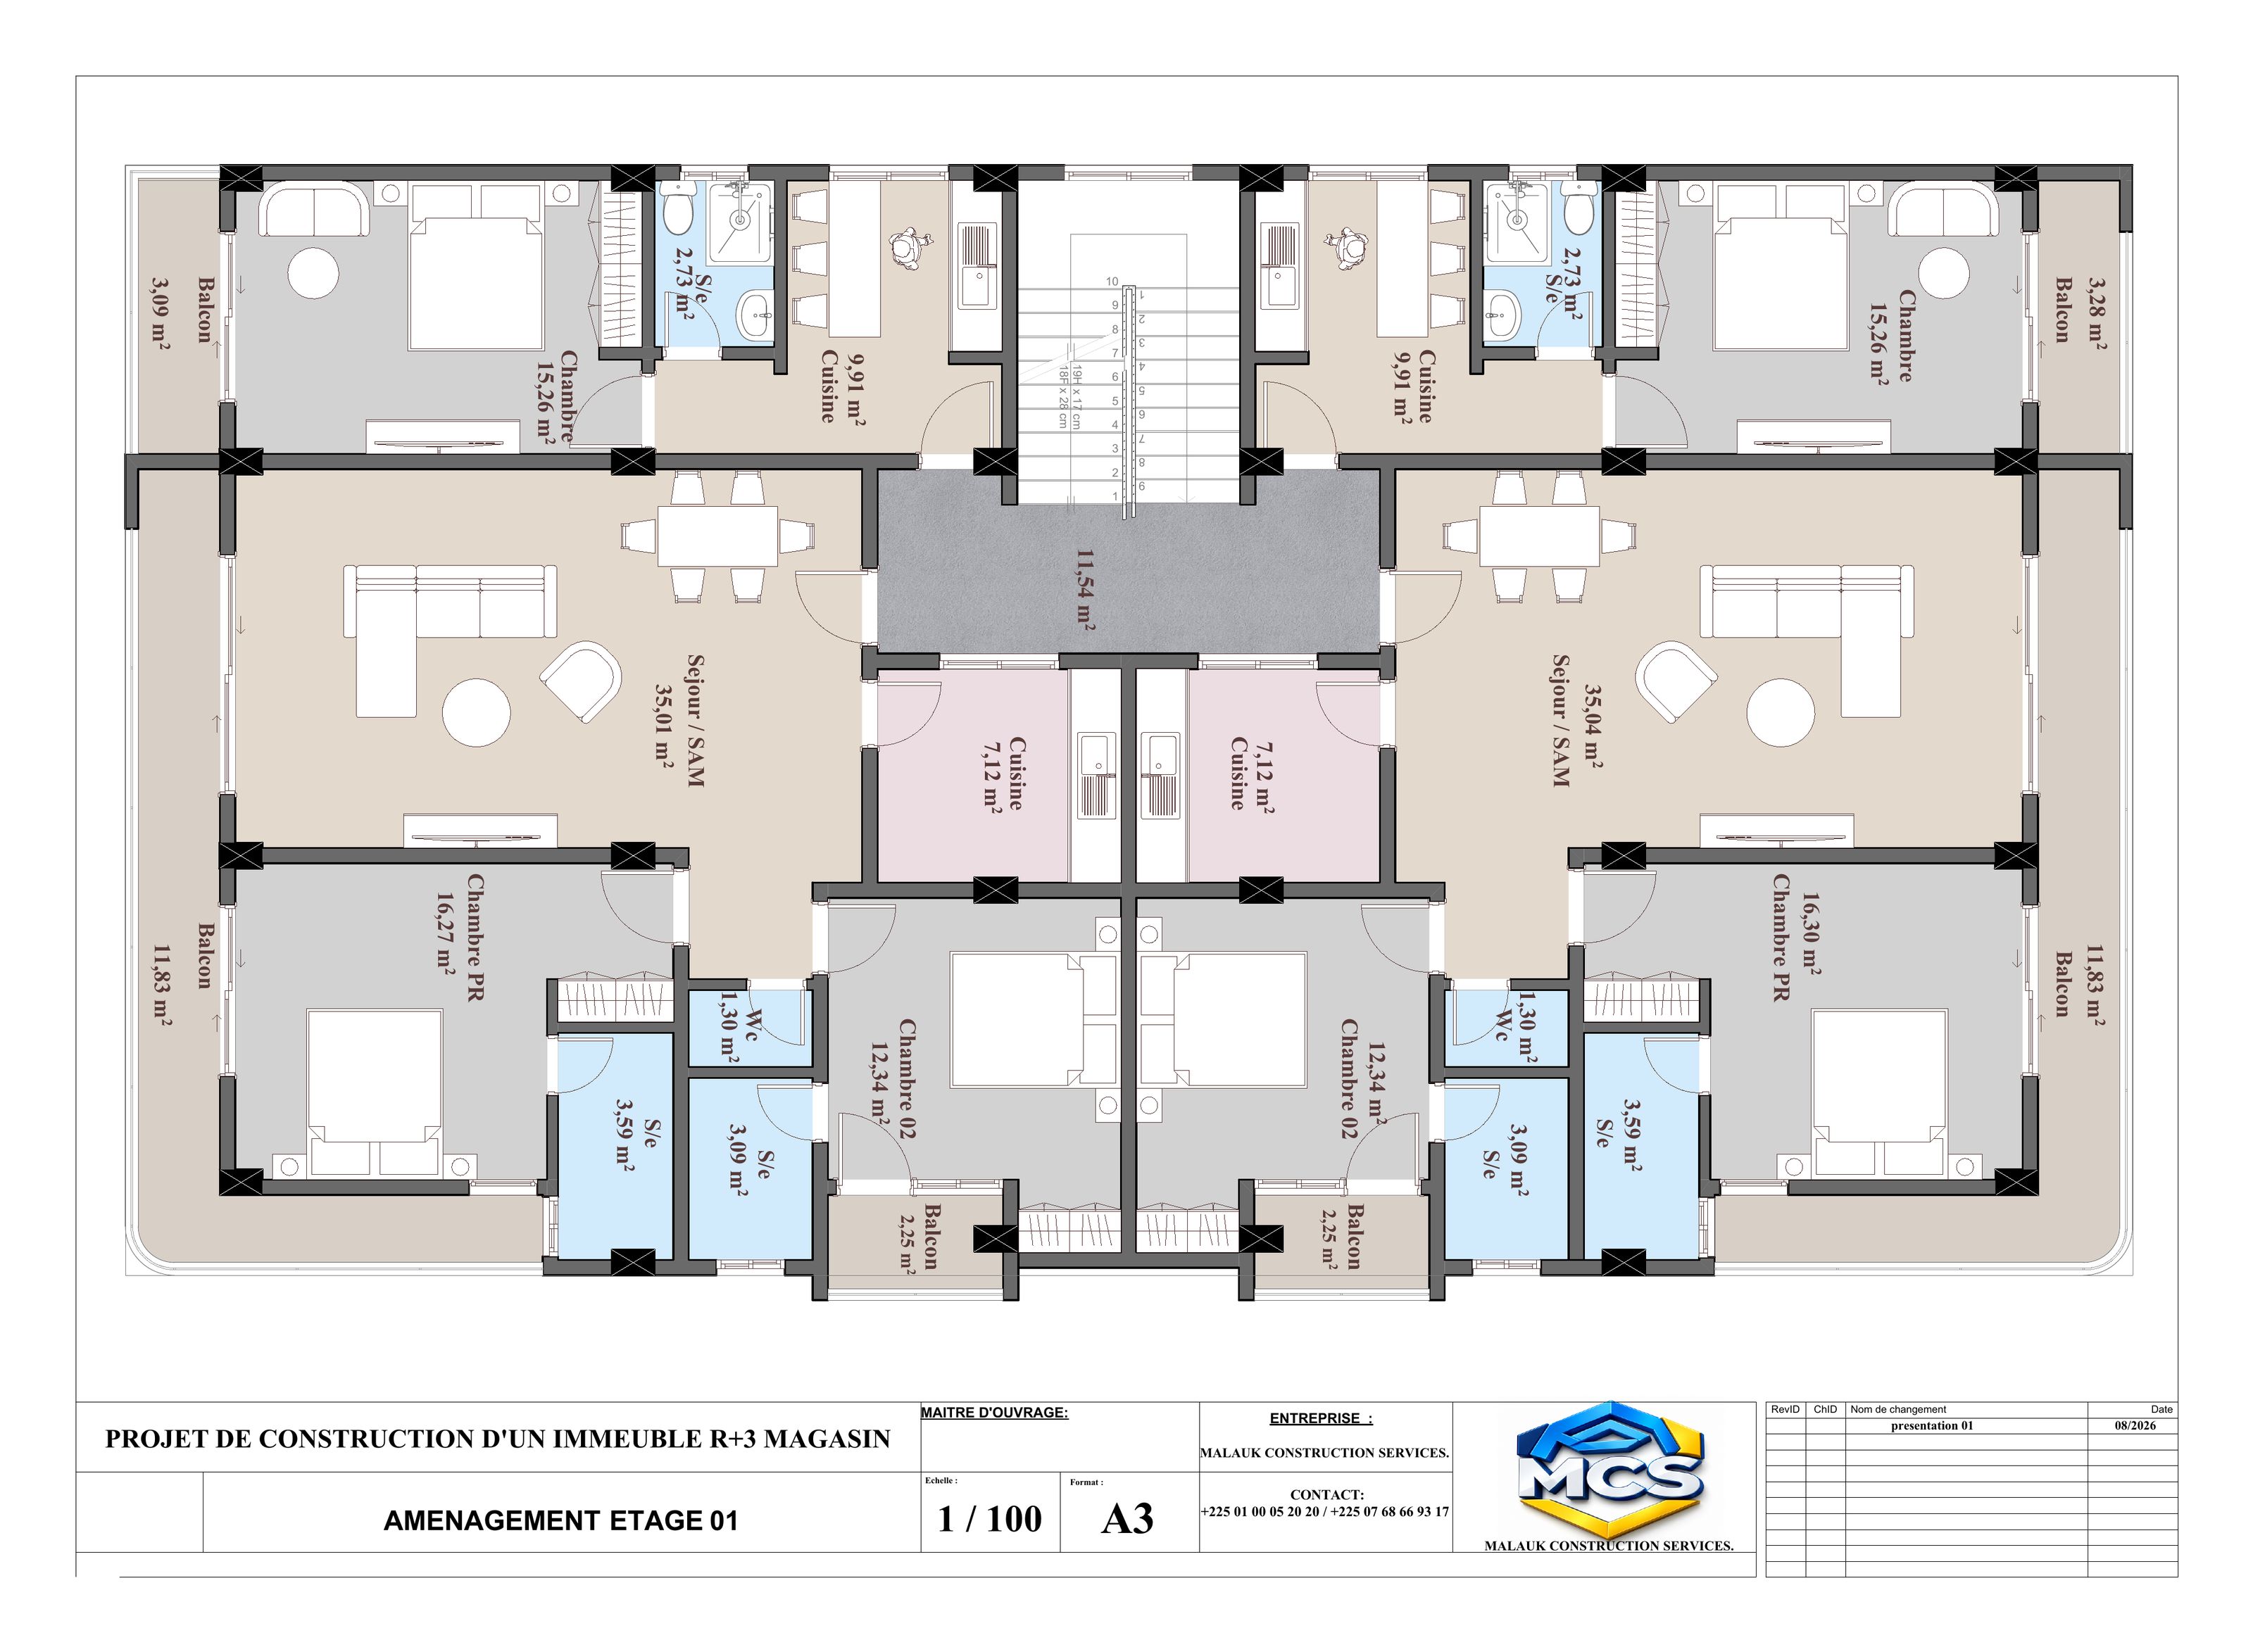 Balcon
3,09 m²
Chambre
15,26 m²
S/e
2,73 m²
9,91 m²
Cuisine
10
9
8
7
6
5
4
3
2
1
1
2
3
4
5
6
7
8
9
19H x 17 cm
18F x 28 cm
Cuisine
9,91 m²
2,73 m²
S/e
Chambre
15,26 m²
3,28 m²
Balcon
11,54 m²
Sejour / SAM
35,01 m²
Cuisine
7,12 m²
7,12 m²
Cuisine
35,04 m²
Sejour / SAM
Balcon
11,83 m²
Chambre PR
16,27 m²
Wc
1,30 m²
S/e
3,59 m²
S/e
3,09 m²
Chambre 02
12,34 m²
Balcon
2,25 m²
12,34 m²
Chambre 02
Balcon
2,25 m²
1,30 m²
Wc
3,09 m²
S/e
3,59 m²
S/e
16,30 m²
Chambre PR
11,83 m²
Balcon
PROJET DE CONSTRUCTION D'UN IMMEUBLE R+3 MAGASIN
AMENAGEMENT ETAGE 01
MAITRE D'OUVRAGE:
Echelle :
1 / 100
Format :
A3
ENTREPRISE :
MALAUK CONSTRUCTION SERVICES.
CONTACT:
+225 01 00 05 20 20 / +225 07 68 66 93 17
MCS
MALAUK CONSTRUCTION SERVICES.
RevID ChID Nom de changement Date
presentation 01 08/2026